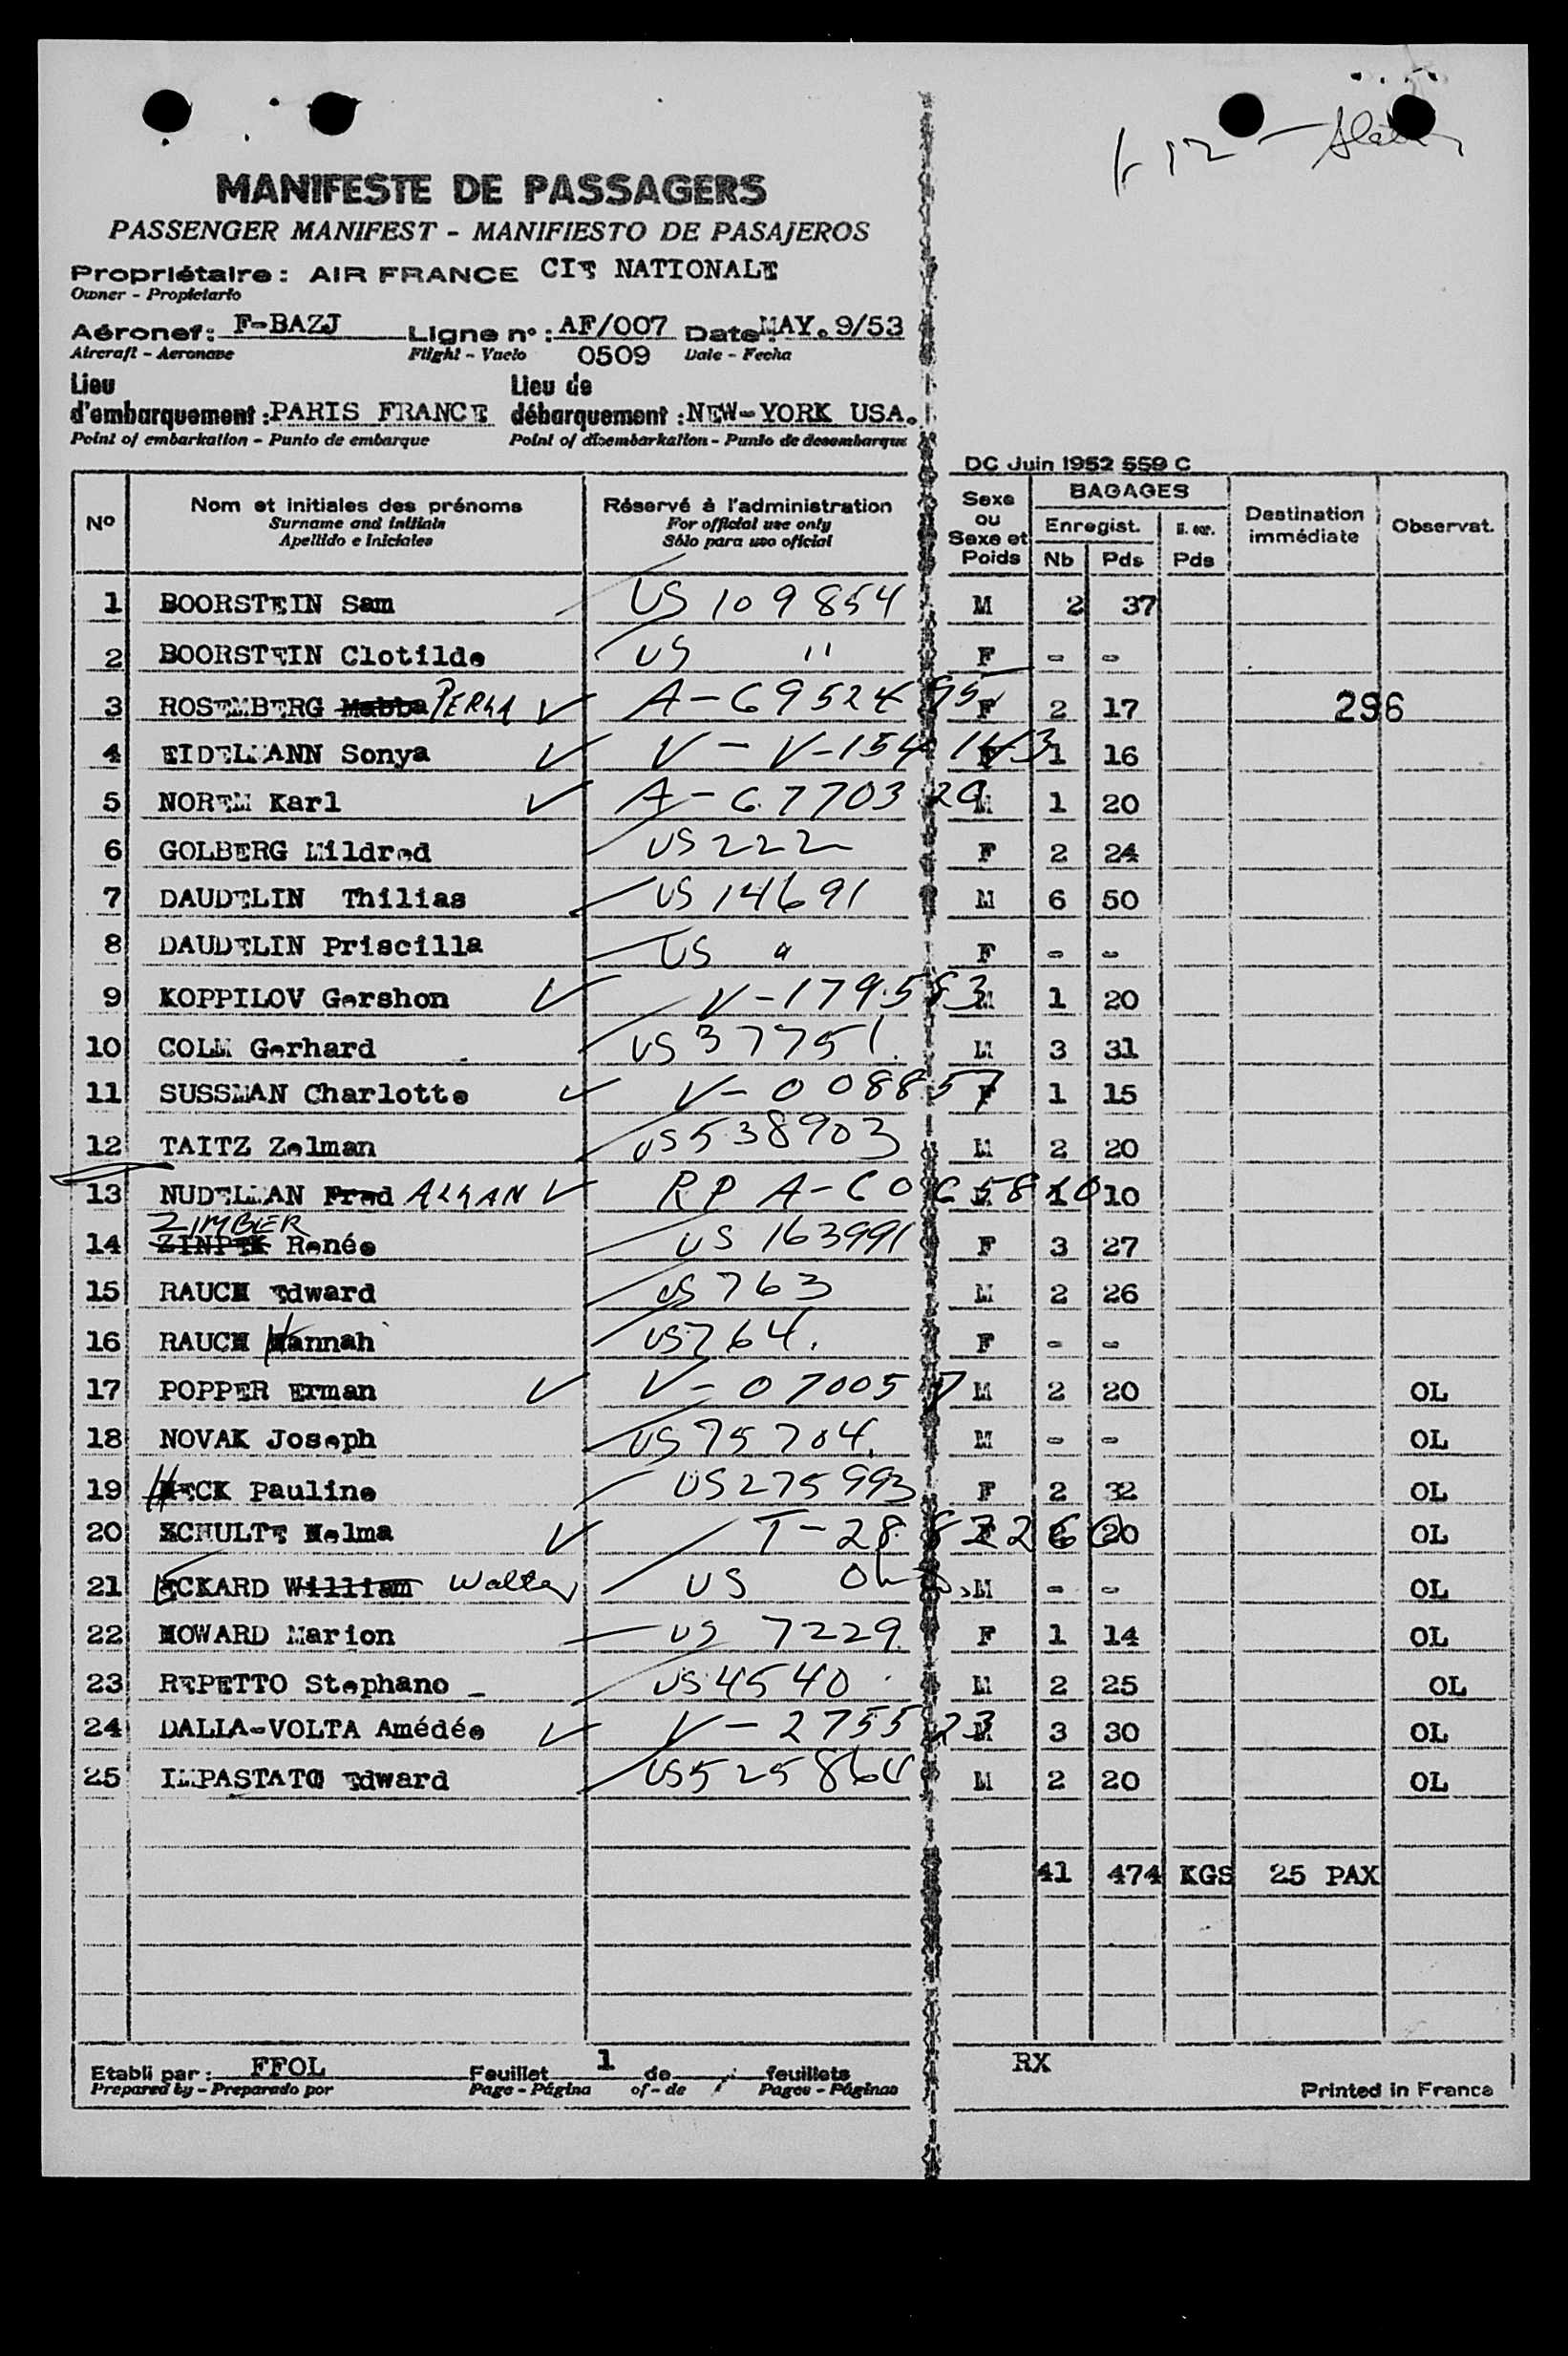 MANIFESTE DE PASSAGERS
PASSENGER MANIFEST - MANIFIESTO DE PASAJEROS
Propriétaire : AIR FRANCE CIE NATIONALE
Owner - Propietario
Aéronef : F-BAZJ Ligne n° : AF/007 Date : MAY. 9/53
Aircraft - Aeronave Flight - Vuelo 0509 Date - Fecha
Lieu Lieu de
d'embarquement : PARIS FRANCE débarquement : NEW-YORK USA.
Point of embarkation - Punto de embarque Point of disembarkation - Punto de desembarque
DC Juin 1952 559 C
N° Nom et initiales des prénoms Réservé à l'administration Sexe ou Sexe et Poids BAGAGES Destination immédiate Observat.
Surname and initials For official use only Enregist.
Apellido e iniciales Sólo para uso oficial Nb Pds Pds
1 BOORSTEIN Sam US 109854 M 2 37
2 BOORSTEIN Clotilde US " F - -
3 ROSEMBERG Mabba PERLA A-6952495 F 2 17 296
4 EIDELMANN Sonya V - V-154143 1 16
5 NOREM Karl A-6770329 M 1 20
6 GOLBERG Mildred US 222 F 2 24
7 DAUDELIN Thilias US 14691 M 6 50
8 DAUDELIN Priscilla US " F - -
9 KOPPILOV Gershon V-179583 M 1 20
10 COLM Gerhard US 37751 M 3 31
11 SUSSMAN Charlotte V-008857 F 1 15
12 TAITZ Zelman US 538903 M 2 20
13 NUDELMAN Fred RP 1 10
ZIMBLER
14 Renée US 163991 F 3 27
15 RAUCH Edward US 763 M 2 26
16 RAUCH Hannah US 764. F - -
17 POPPER Erman V-070057 M 2 20 OL
18 NOVAK Joseph US 75704. M - - OL
19 HECK Pauline US 275993 F 2 32 OL
20 SCHULTE Helma 20 OL
21 ECKARD William Walter US M - - OL
22 HOWARD Marion US 7229 F 1 14 OL
23 REPETTO Stephano - US 4540 M 2 25 OL
24 DALLA-VOLTA Amédée V-275523 M 3 30 OL
25 IMPASTATO Edward US 525864 M 2 20 OL
41 474 KGS 25 PAX
Etabli par : FFOL Feuillet 1 de feuillets RX
Prepared by - Preparado por Page - Página of - de Pages - Páginas Printed in France